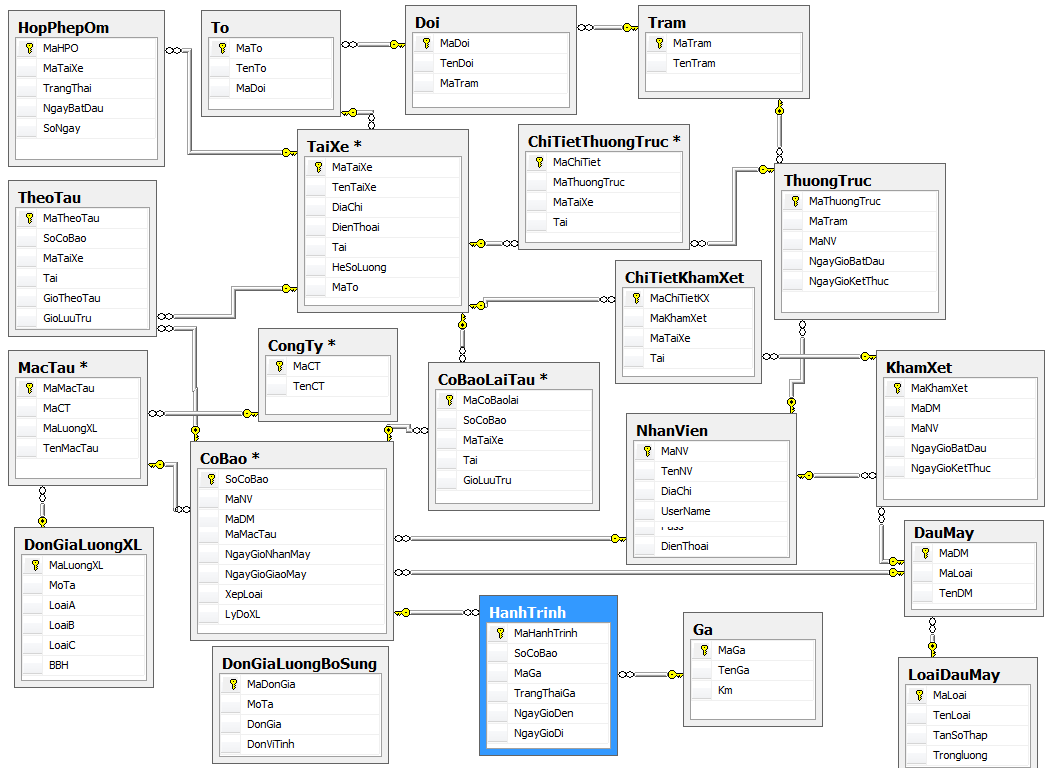 HopPhepOm
MaHPO
MaTaiXe
TrangThai
NgayBatDau
SoNgay
To
MaTo
TenTo
MaDoi
Doi
MaDoi
TenDoi
MaTram
Tram
MaTram
TenTram
TaiXe *
MaTaiXe
TenTaiXe
DiaChi
DienThoai
Tai
HeSoLuong
MaTo
ChiTietThuongTruc *
MaChiTiet
MaThuongTruc
MaTaiXe
Tai
ThuongTruc
MaThuongTruc
MaTram
MaNV
NgayGioBatDau
NgayGioKetThuc
TheoTau
MaTheoTau
SoCoBao
MaTaiXe
Tai
GioTheoTau
GioLuuTru
ChiTietKhamXet
MaChiTietKX
MaKhamXet
MaTaiXe
Tai
MacTau *
MaMacTau
MaCT
MaLuongXL
TenMacTau
CongTy *
MaCT
TenCT
CoBaoLaiTau *
MaCoBaolai
SoCoBao
MaTaiXe
Tai
GioLuuTru
KhamXet
MaKhamXet
MaDM
MaNV
NgayGioBatDau
NgayGioKetThuc
NhanVien
MaNV
TenNV
DiaChi
UserName
Pass
DienThoai
CoBao *
SoCoBao
MaNV
MaDM
MaMacTau
NgayGioNhanMay
NgayGioGiaoMay
XepLoai
LyDoXL
DonGiaLuongXL
MaLuongXL
MoTa
LoaiA
LoaiB
LoaiC
BBH
DauMay
MaDM
MaLoai
TenDM
HanhTrinh
MaHanhTrinh
SoCoBao
MaGa
TrangThaiGa
NgayGioDen
NgayGioDi
Ga
MaGa
TenGa
Km
DonGiaLuongBoSung
MaDonGia
MoTa
DonGia
DonViTinh
LoaiDauMay
MaLoai
TenLoai
TanSoThap
Trongluong